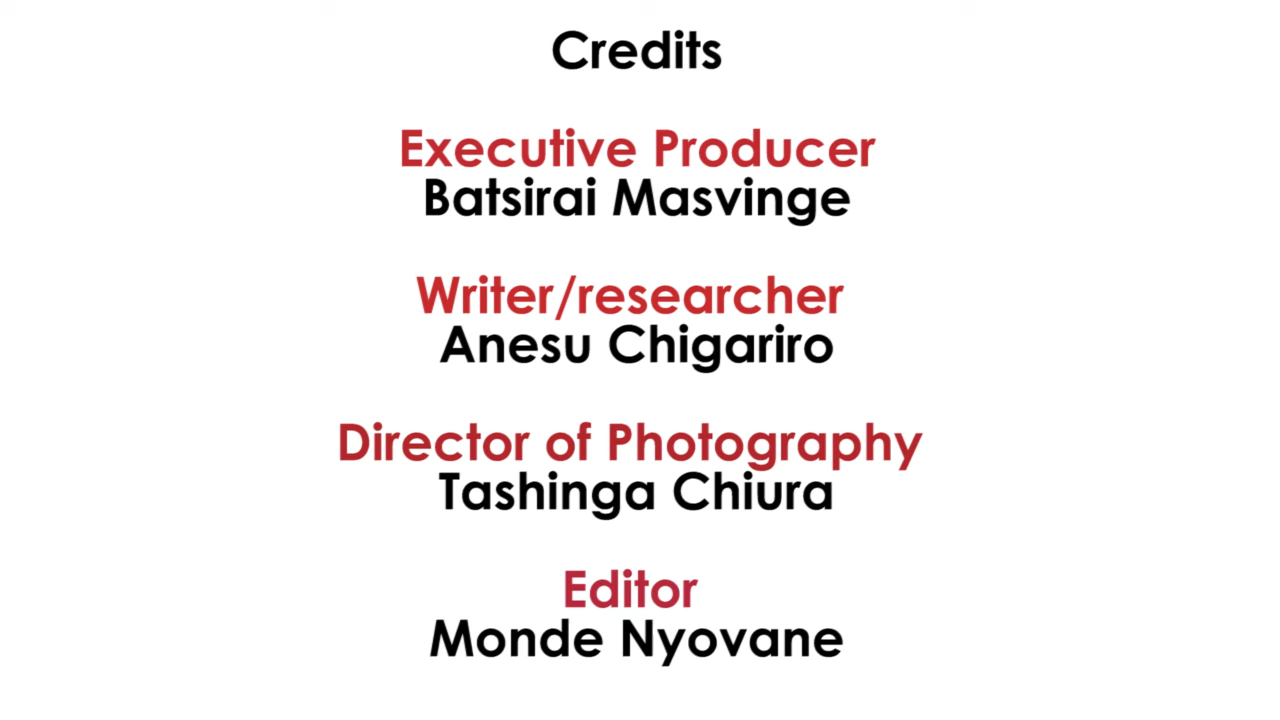 Credits
Executive Producer
Batsirai Masvinge
Writer/researcher
Anesu Chigariro
Director of Photography
Tashinga Chiura
Editor
Monde Nyovane